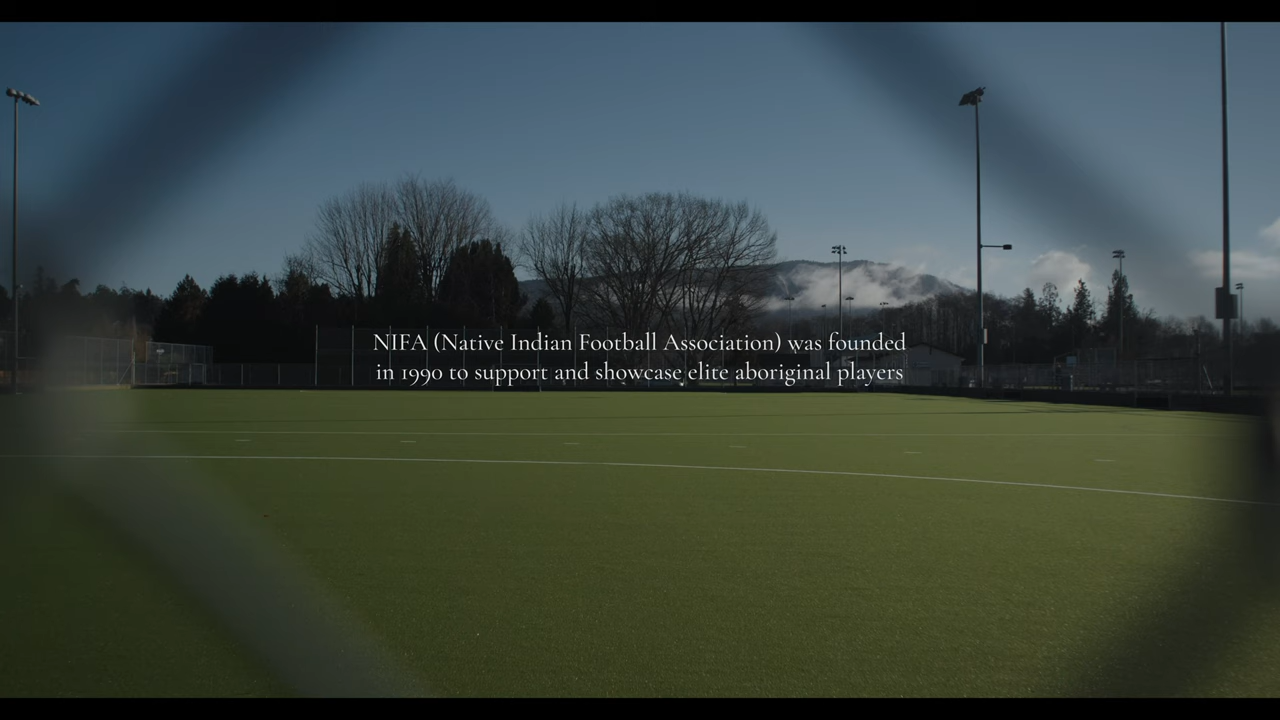 NIFA (Native Indian Football Association) was founded
in 1990 to support and showcase elite aboriginal players